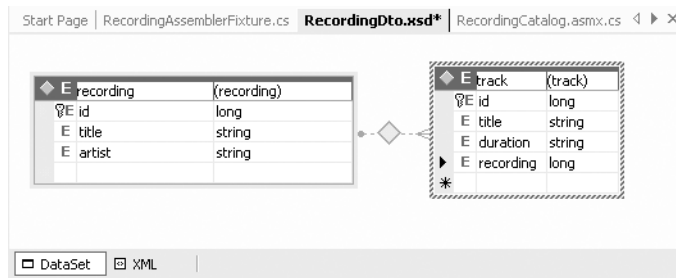 Start Page RecordingAssemblerFixture.cs RecordingDto.xsd* RecordingCatalog.asmx.cs
E recording (recording)
E id long
E title string
E artist string
E track (track)
E id long
E title string
E duration string
E recording long
DataSet XML